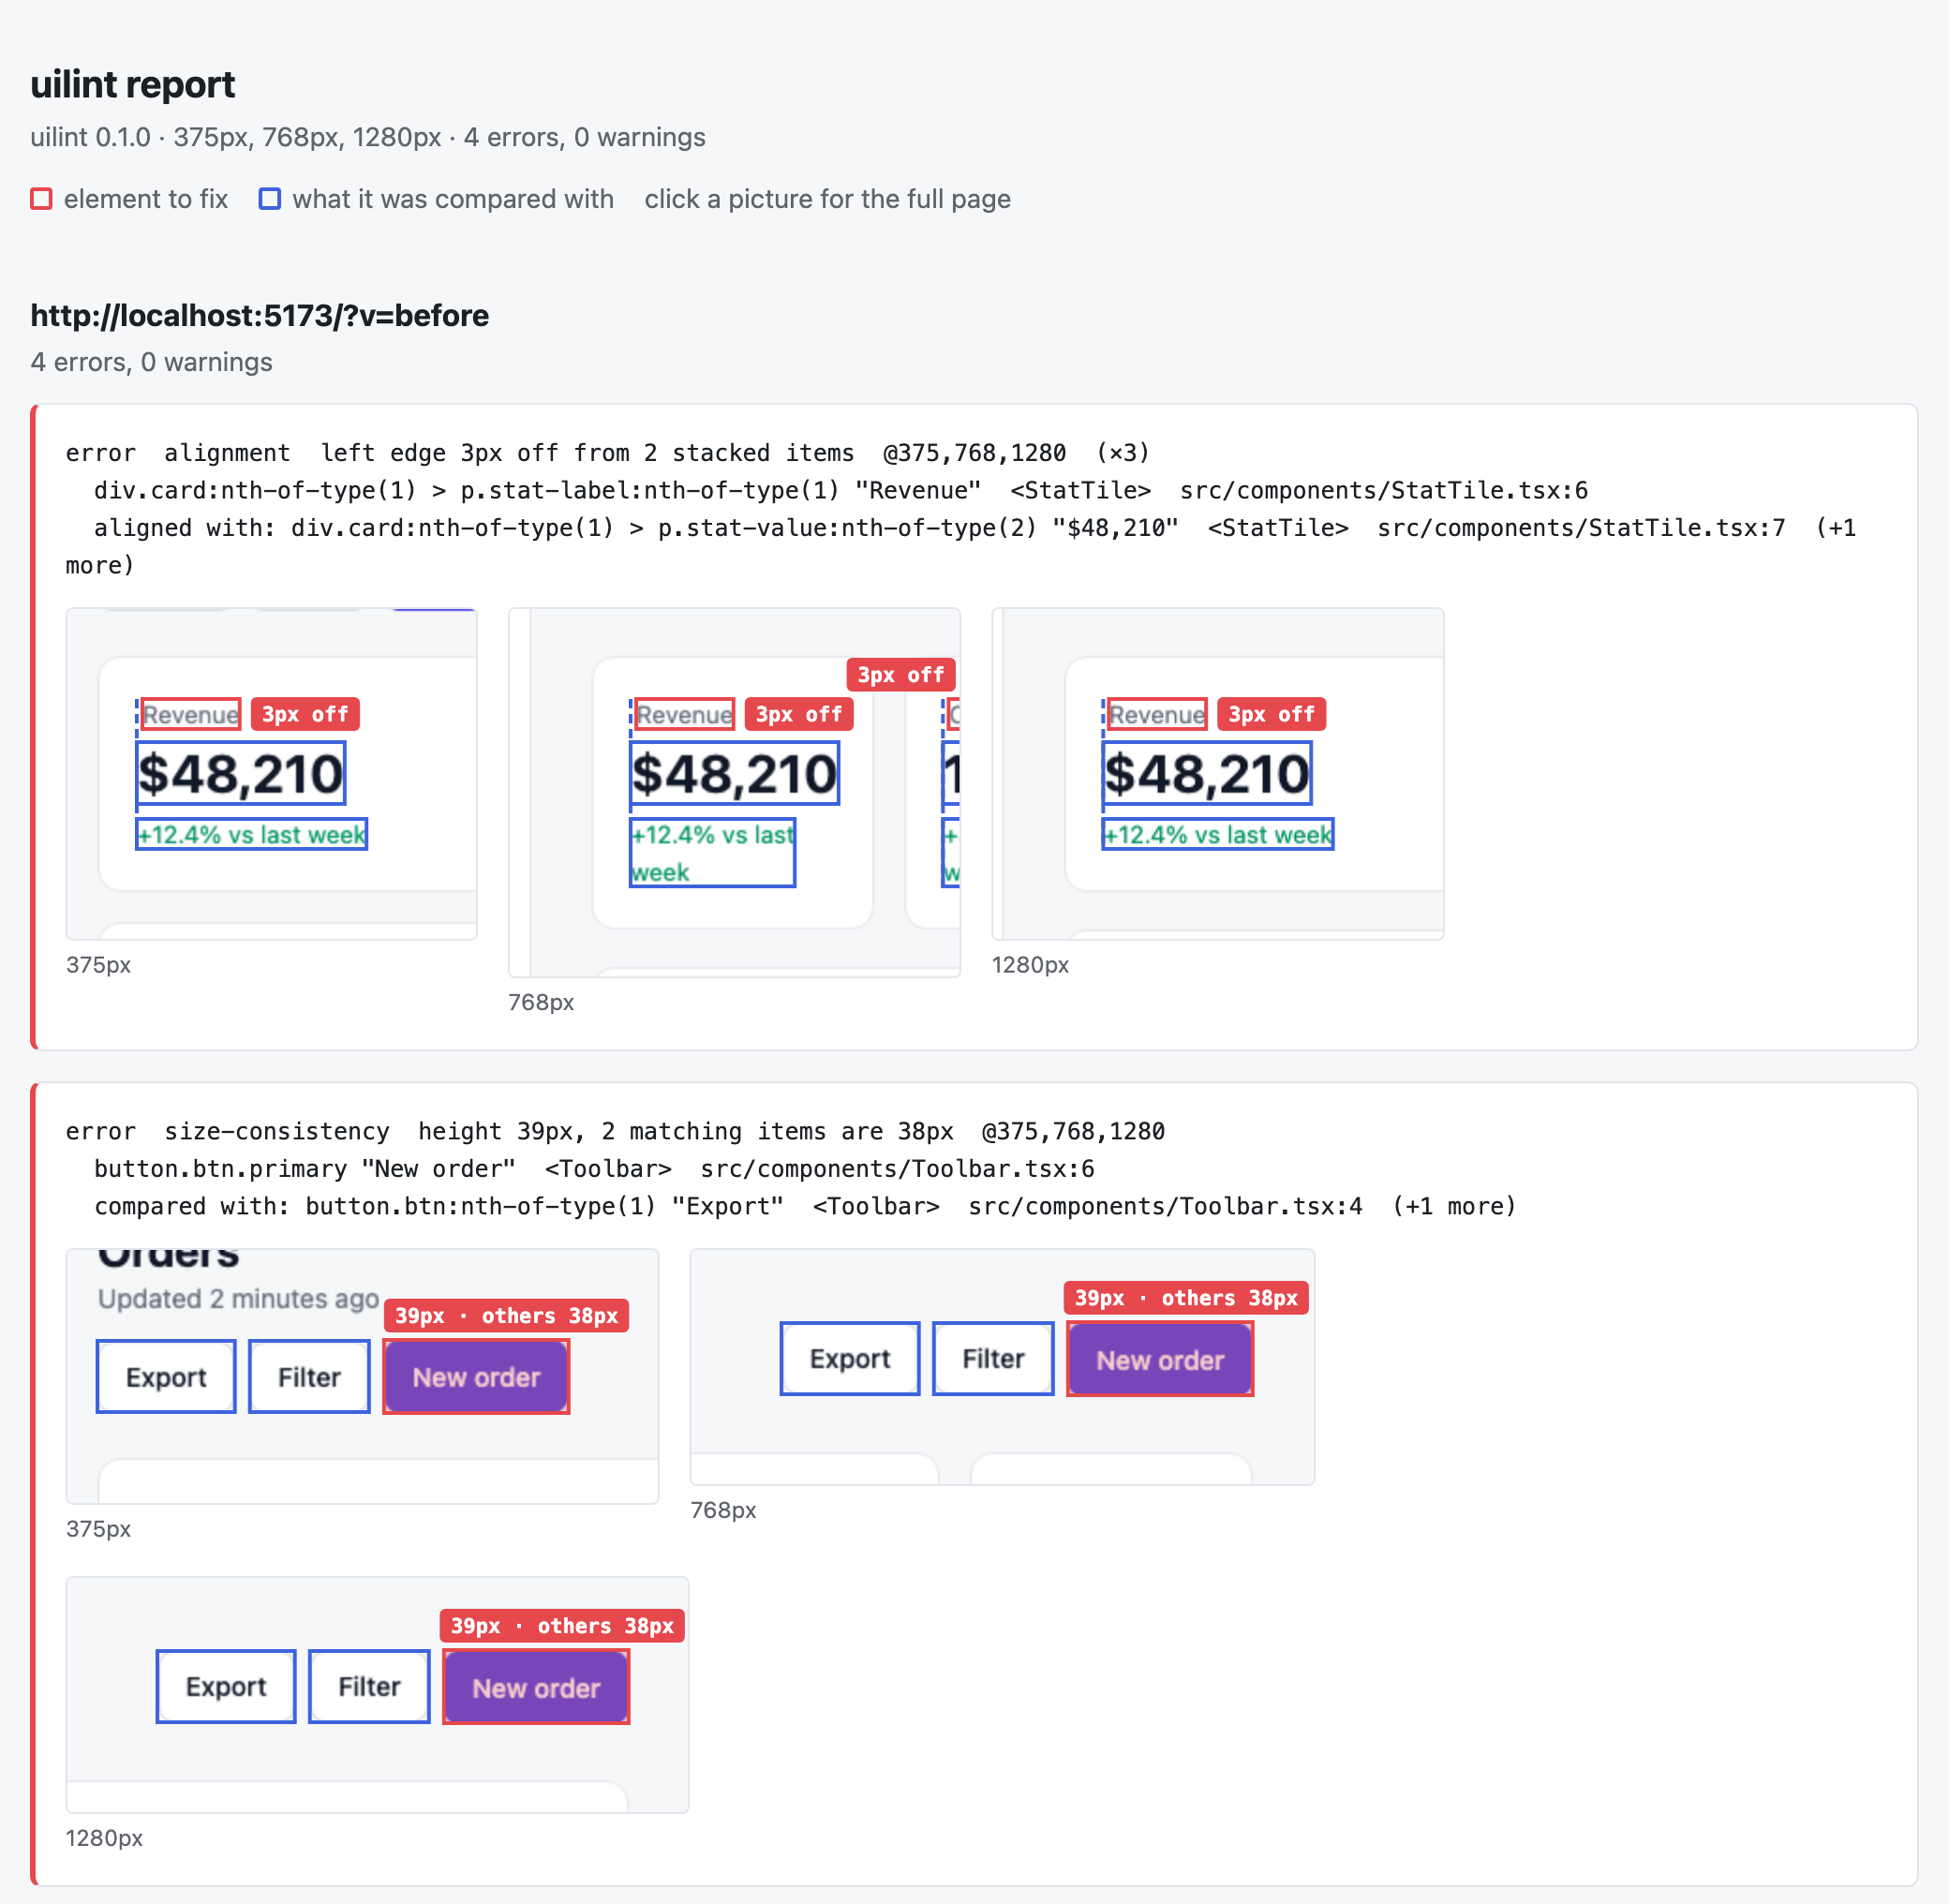 uilint report
uilint 0.1.0 · 375px, 768px, 1280px · 4 errors, 0 warnings
element to fix what it was compared with click a picture for the full page
http://localhost:5173/?v=before
4 errors, 0 warnings
error alignment left edge 3px off from 2 stacked items @375,768,1280 (×3)
div.card:nth-of-type(1) > p.stat-label:nth-of-type(1) "Revenue" <StatTile> src/components/StatTile.tsx:6
aligned with: div.card:nth-of-type(1) > p.stat-value:nth-of-type(2) "$48,210" <StatTile> src/components/StatTile.tsx:7 (+1
more)
Revenue 3px off
$48,210
+12.4% vs last week
375px
3px off
Revenue 3px off
$48,210
+12.4% vs last
week
768px
Revenue 3px off
$48,210
+12.4% vs last week
1280px
error size-consistency height 39px, 2 matching items are 38px @375,768,1280
button.btn.primary "New order" <Toolbar> src/components/Toolbar.tsx:6
compared with: button.btn:nth-of-type(1) "Export" <Toolbar> src/components/Toolbar.tsx:4 (+1 more)
Orders
Updated 2 minutes ago
39px · others 38px
Export Filter New order
375px
39px · others 38px
Export Filter New order
768px
39px · others 38px
Export Filter New order
1280px